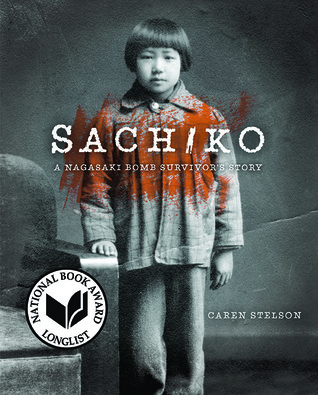 SACHIKO
A NAGASAKI BOMB SURVIVOR'S STORY
NATIONAL BOOK AWARD
LONGLIST
CAREN STELSON